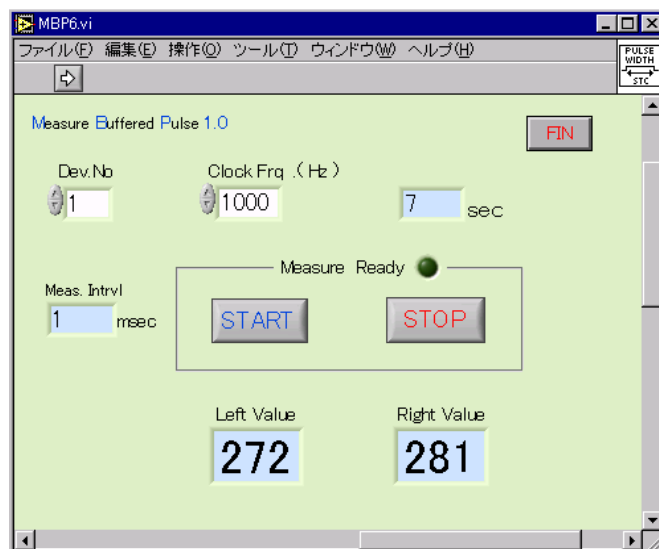 MBP6.vi
ファイル(F) 編集(E) 操作(O) ツール(T) ウィンドウ(W) ヘルプ(H)
PULSE
WIDTH
STC
Measure Buffered Pulse 1.0
FIN
Dev.No
Clock Frq .( Hz )
1
1000
7 sec
Measure Ready
Meas. Intrvl
1 msec
START
STOP
Left Value
Right Value
272
281